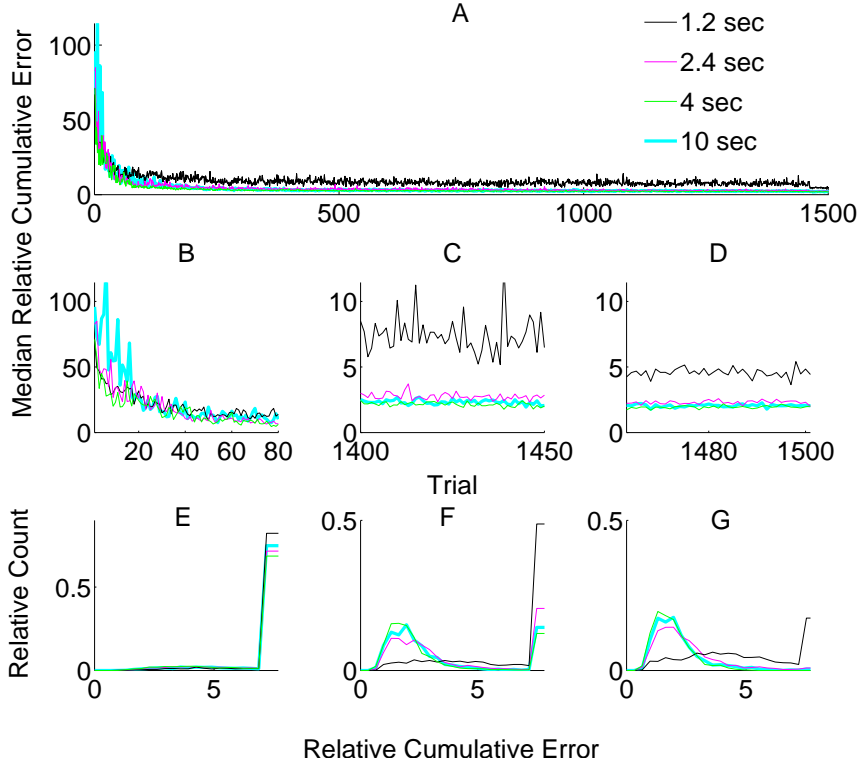 A
1.2 sec
2.4 sec
4 sec
10 sec
Median Relative Cumulative Error
100
50
0
0 500 1000 1500
B C D
100
50
0
20 40 60 80
10
5
0
1400 1450
10
5
0
1480 1500
Trial
E F G
Relative Count
0.5
0
0 5
0.5
0
0 5
0.5
0
0 5
Relative Cumulative Error